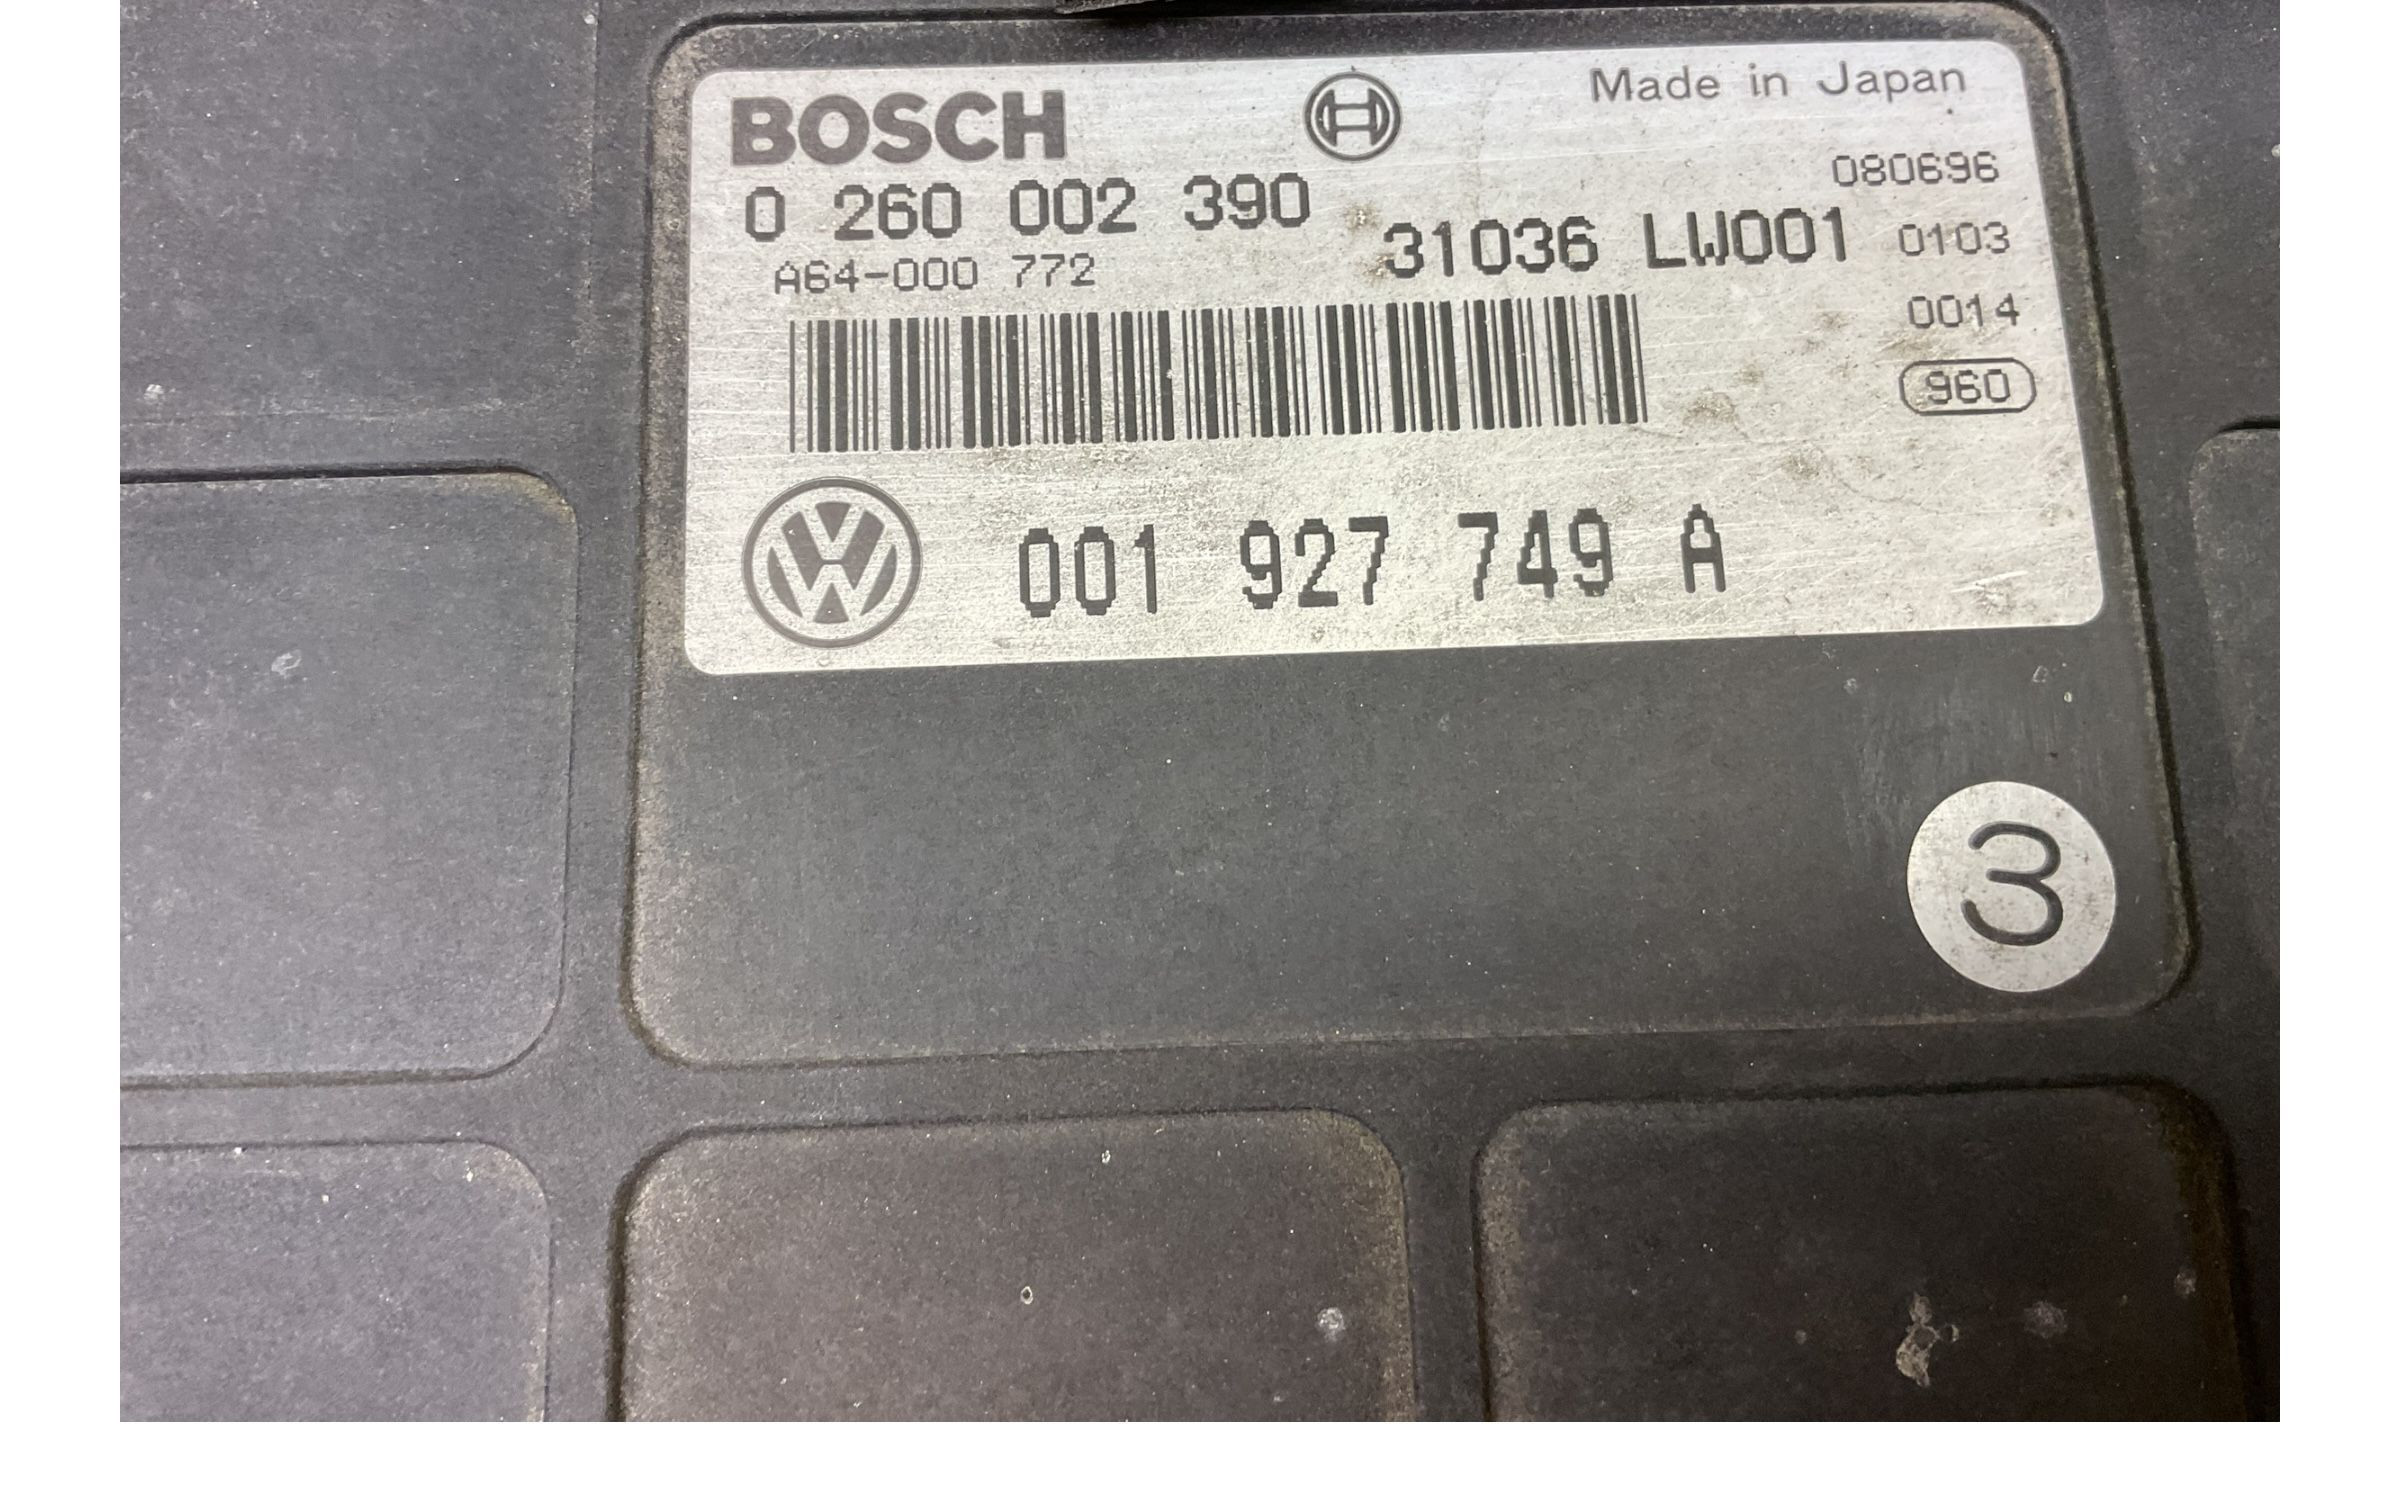 BOSCH
Made in Japan
080696
0 260 002 390
31036 LW001 0103
A64-000 772
0014
960
001 927 749 A
3